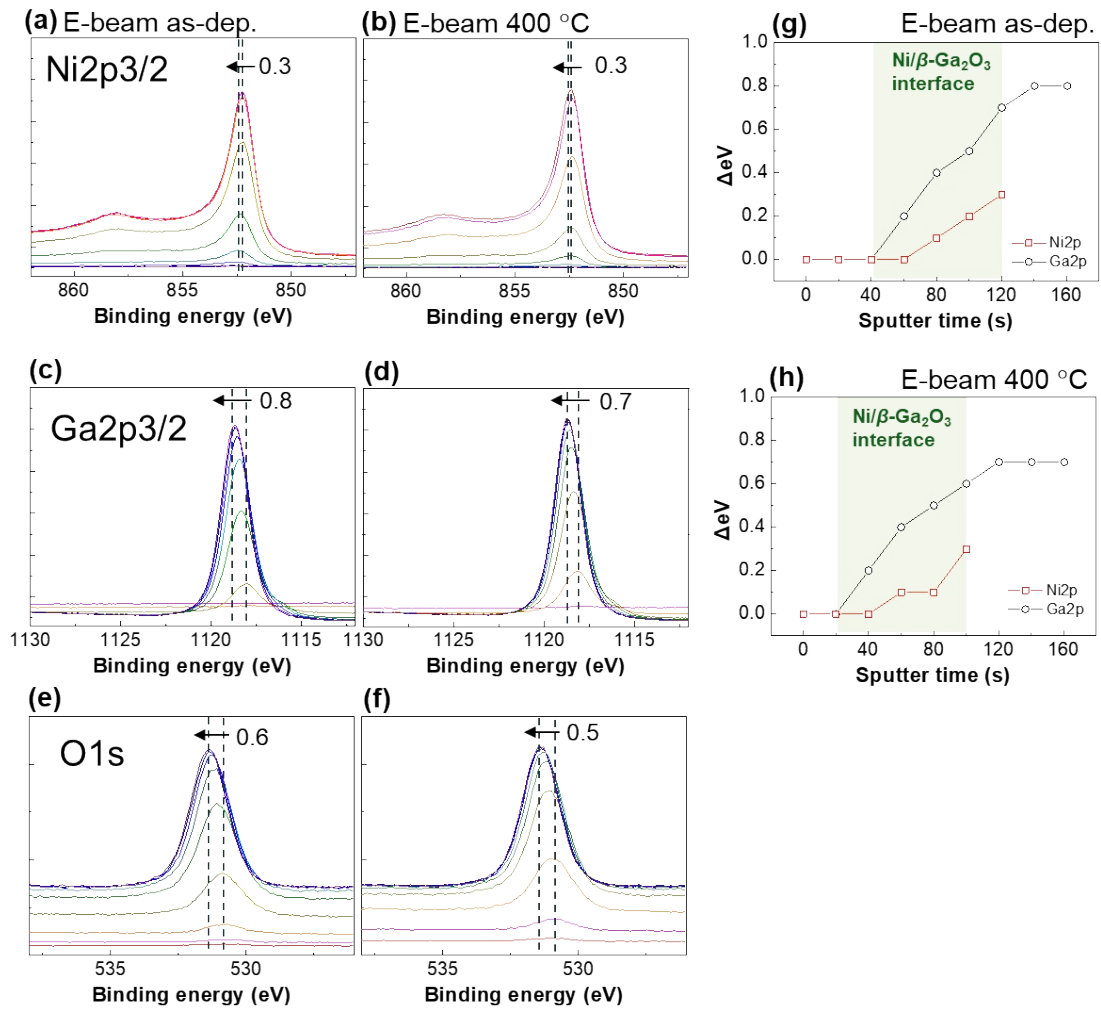 (a) E-beam as-dep.
Ni2p3/2
0.3
860 855 850
Binding energy (eV)
(b) E-beam 400 °C
0.3
860 855 850
Binding energy (eV)
(g) E-beam as-dep.
1.0
0.8
0.6
0.4
0.2
0.0
ΔeV
Ni/β-Ga₂O₃
interface
Ni2p
Ga2p
0 40 80 120 160
Sputter time (s)
(c)
Ga2p3/2
0.8
1130 1125 1120 1115
Binding energy (eV)
(d)
0.7
1130 1125 1120 1115
Binding energy (eV)
(h) E-beam 400 °C
1.0
0.8
0.6
0.4
0.2
0.0
ΔeV
Ni/β-Ga₂O₃
interface
Ni2p
Ga2p
0 40 80 120 160
Sputter time (s)
(e)
O1s
0.6
535 530
Binding energy (eV)
(f)
0.5
535 530
Binding energy (eV)